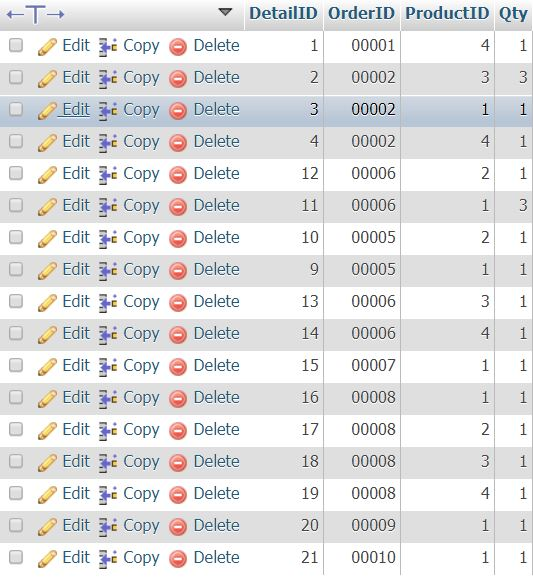 ←T→ DetailID OrderID ProductID Qty
Edit Copy Delete 1 00001 4 1
Edit Copy Delete 2 00002 3 3
Edit Copy Delete 3 00002 1 1
Edit Copy Delete 4 00002 4 1
Edit Copy Delete 12 00006 2 1
Edit Copy Delete 11 00006 1 3
Edit Copy Delete 10 00005 2 1
Edit Copy Delete 9 00005 1 1
Edit Copy Delete 13 00006 3 1
Edit Copy Delete 14 00006 4 1
Edit Copy Delete 15 00007 1 1
Edit Copy Delete 16 00008 1 1
Edit Copy Delete 17 00008 2 1
Edit Copy Delete 18 00008 3 1
Edit Copy Delete 19 00008 4 1
Edit Copy Delete 20 00009 1 1
Edit Copy Delete 21 00010 1 1